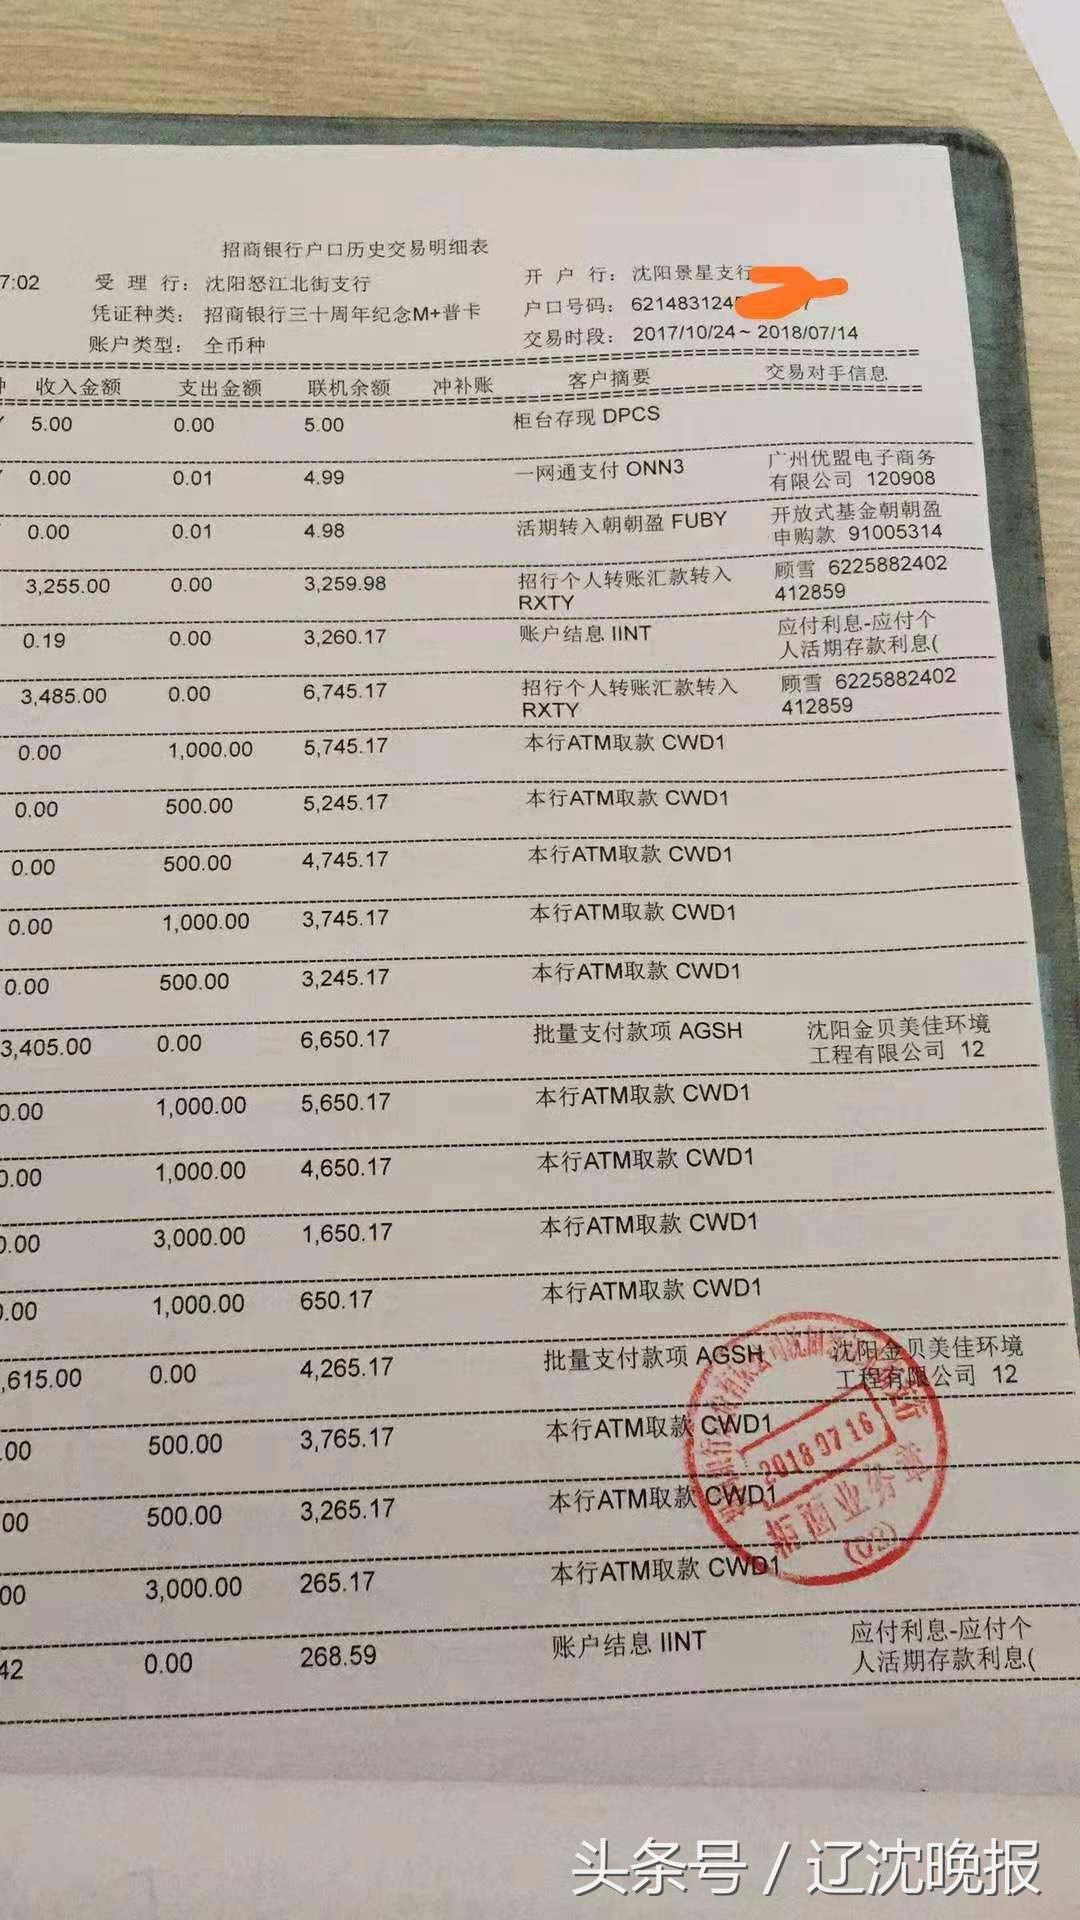 招商银行户口历史交易明细表
7:02 受 理 行： 沈阳怒江北街支行 开 户 行： 沈阳景星支行
凭证种类： 招商银行三十周年纪念M+普卡 户口号码： 6214831245
账户类型： 全币种 交易时段： 2017/10/24～2018/07/14
收入金额 支出金额 联机余额 冲补账 客户摘要 交易对手信息
5.00 0.00 5.00 柜台存现 DPCS
0.00 0.01 4.99 一网通支付 ONN3 广州优盟电子商务
有限公司 120908
0.00 0.01 4.98 活期转入朝朝盈 FUBY 开放式基金朝朝盈
申购款 91005314
3,255.00 0.00 3,259.98 招行个人转账汇款转入 顾雪 6225882402
RXTY 412859
0.19 0.00 3,260.17 账户结息 IINT 应付利息-应付个
人活期存款利息(
3,485.00 0.00 6,745.17 招行个人转账汇款转入 顾雪 6225882402
RXTY 412859
0.00 1,000.00 5,745.17 本行ATM取款 CWD1
0.00 500.00 5,245.17 本行ATM取款 CWD1
0.00 500.00 4,745.17 本行ATM取款 CWD1
0.00 1,000.00 3,745.17 本行ATM取款 CWD1
0.00 500.00 3,245.17 本行ATM取款 CWD1
3,405.00 0.00 6,650.17 批量支付款项 AGSH 沈阳金贝美佳环境
工程有限公司 12
0.00 1,000.00 5,650.17 本行ATM取款 CWD1
0.00 1,000.00 4,650.17 本行ATM取款 CWD1
0.00 3,000.00 1,650.17 本行ATM取款 CWD1
0.00 1,000.00 650.17 本行ATM取款 CWD1
,615.00 0.00 4,265.17 批量支付款项 AGSH 沈阳金贝美佳环境
工程有限公司 12
.00 500.00 3,765.17 本行ATM取款 CWD1
00 500.00 3,265.17 本行ATM取款 CWD1
00 3,000.00 265.17 本行ATM取款 CWD1
42 0.00 268.59 账户结息 IINT 应付利息-应付个
人活期存款利息(
2018 07 16
柜面业务章
(02)
头条号 / 辽沈晚报